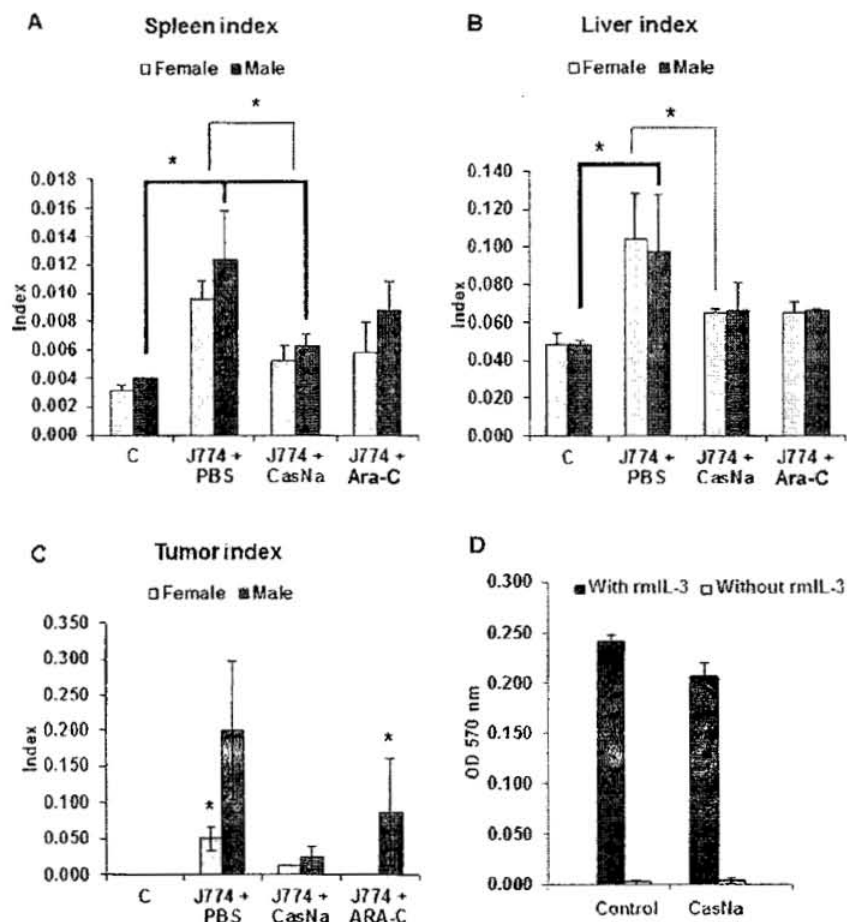 A
Spleen index
Female Male
*
*
0.018
0.016
0.014
0.012
0.010
0.008
0.006
0.004
0.002
0.000
Index
C
J774 + PBS
J774 + CasNa
J774 + Ara-C
B
Liver index
Female Male
*
*
0.140
0.120
0.100
0.080
0.060
0.040
0.020
0.000
Index
C
J774 + PBS
J774 + CasNa
J774 + Ara-C
C
Tumor index
Female Male
0.350
0.300
0.250
0.200
0.150
0.100
0.050
0.000
Index
*
*
C
J774 + PBS
J774 + CasNa
J774 + ARA-C
D
With rmIL-3 Without rmIL-3
0.300
0.250
0.200
0.150
0.100
0.050
0.000
OD 570 nm
Control
CasNa